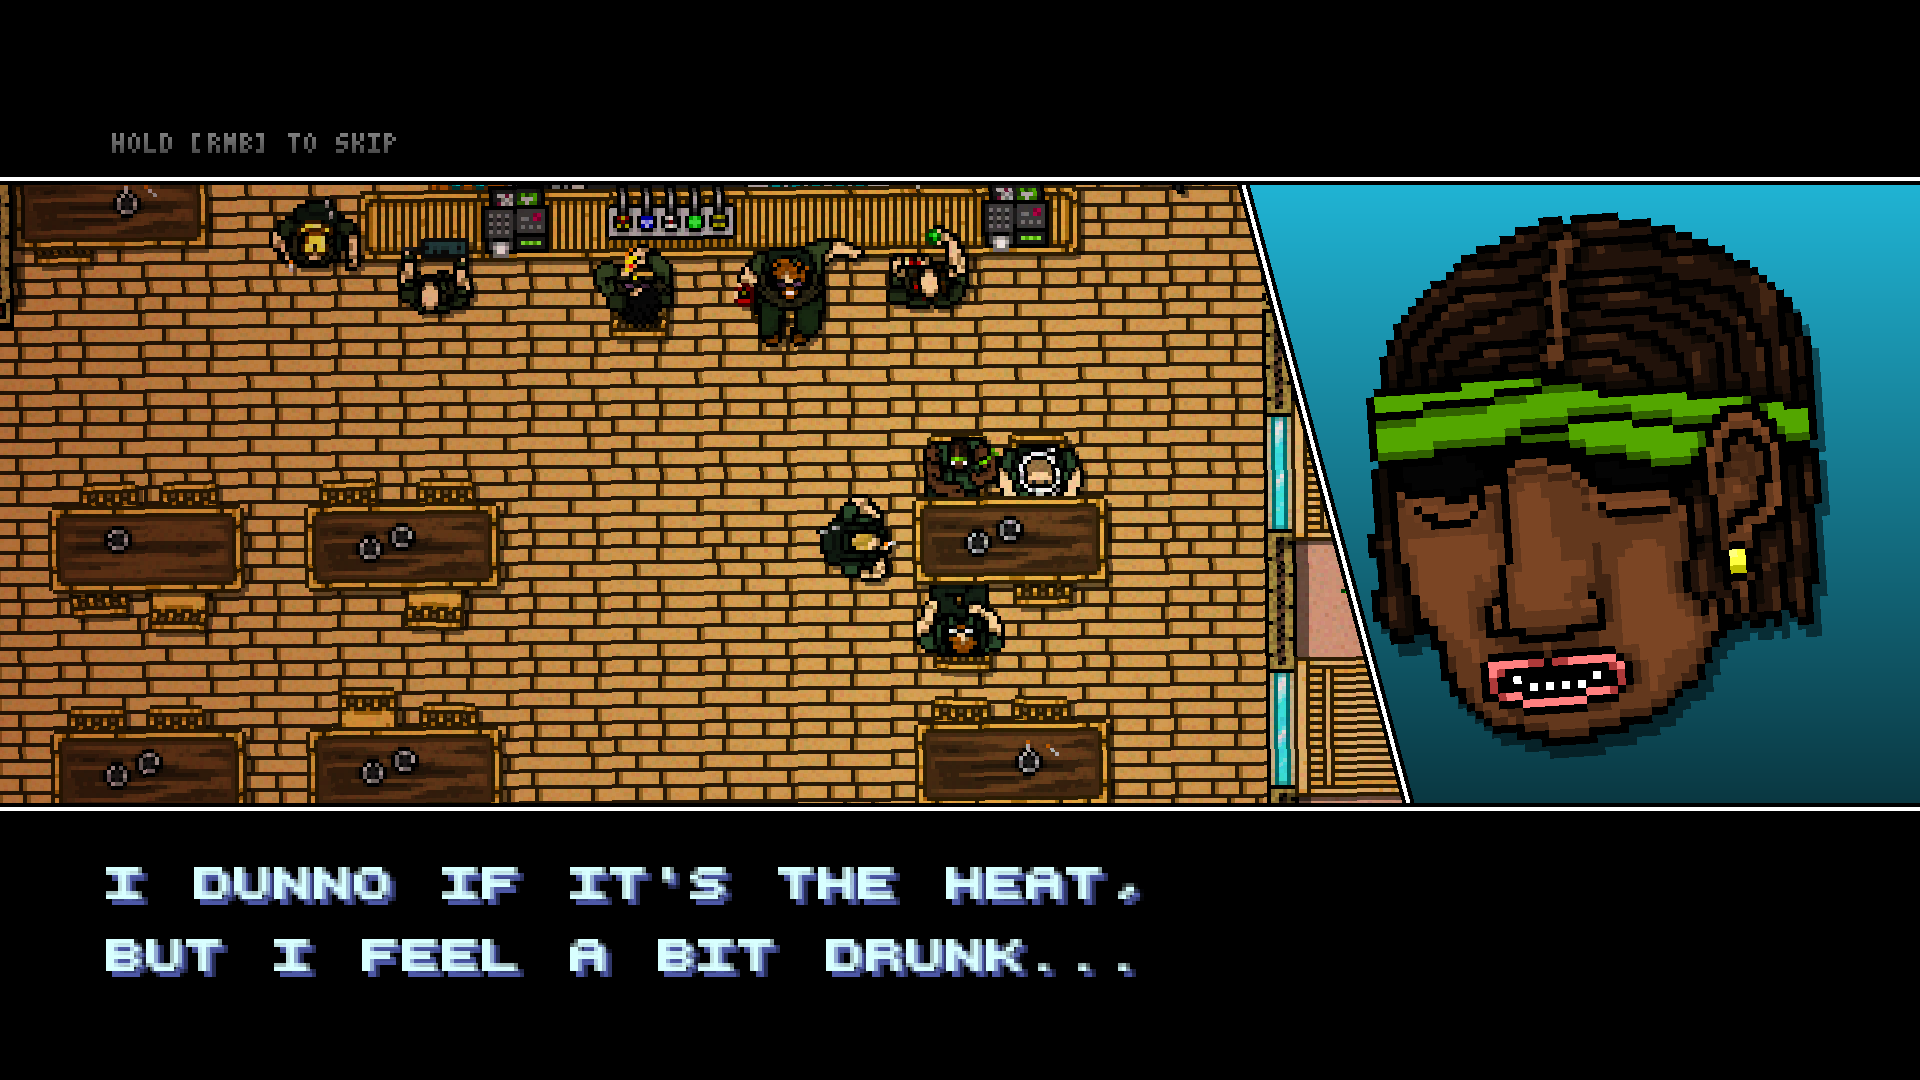 HOLD [RMB] TO SKIP
I DUNNO IF IT'S THE HEAT,
BUT I FEEL A BIT DRUNK...